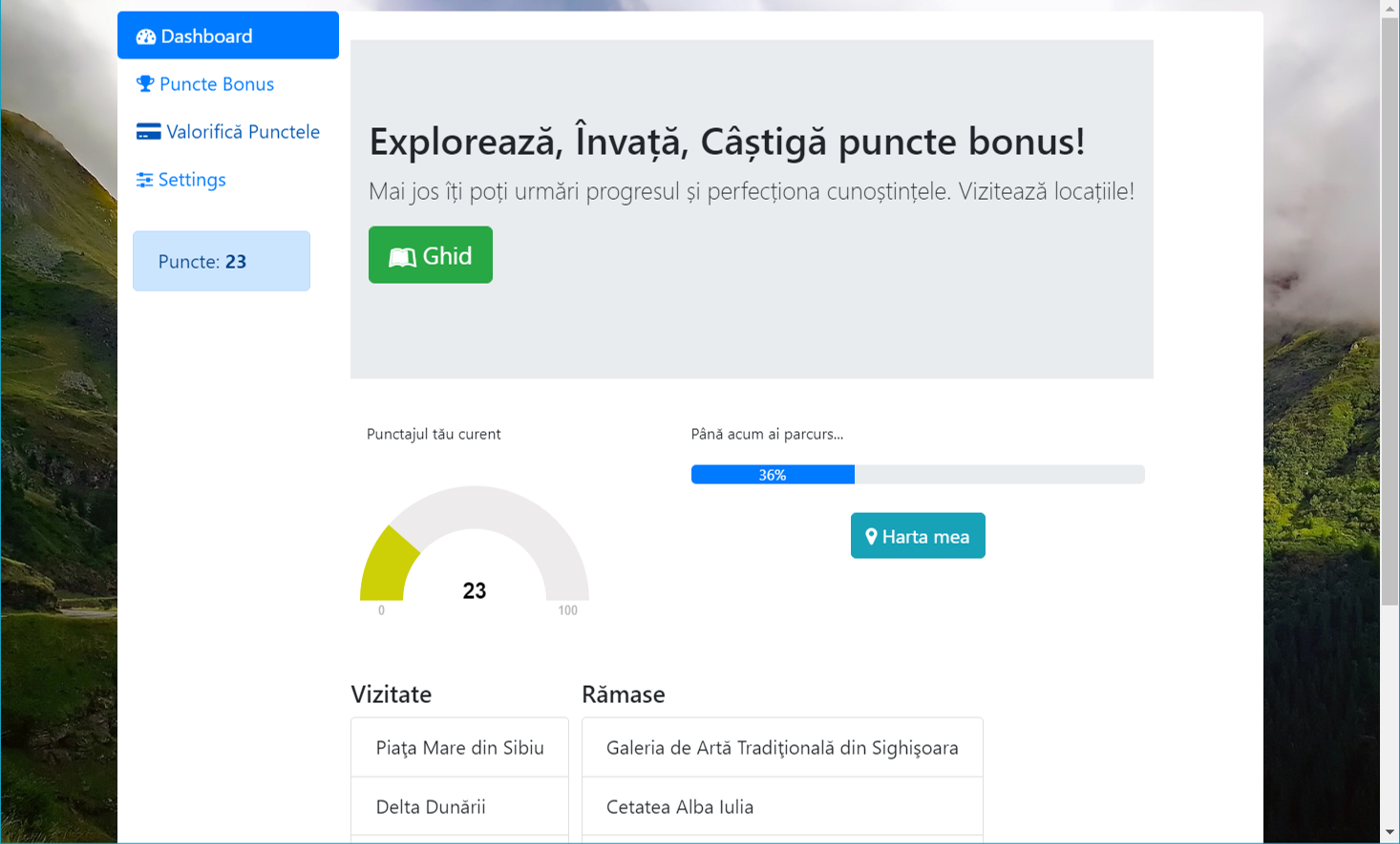 Dashboard
Puncte Bonus
Valorifică Punctele
Settings
Puncte: 23
Explorează, Învață, Câștigă puncte bonus!
Mai jos îți poți urmări progresul și perfecționa cunoștințele. Vizitează locațiile!
Ghid
Punctajul tău curent
23
0
100
Până acum ai parcurs...
36%
Harta mea
Vizitate
Piaţa Mare din Sibiu
Delta Dunării
Rămase
Galeria de Artă Tradiţională din Sighişoara
Cetatea Alba Iulia